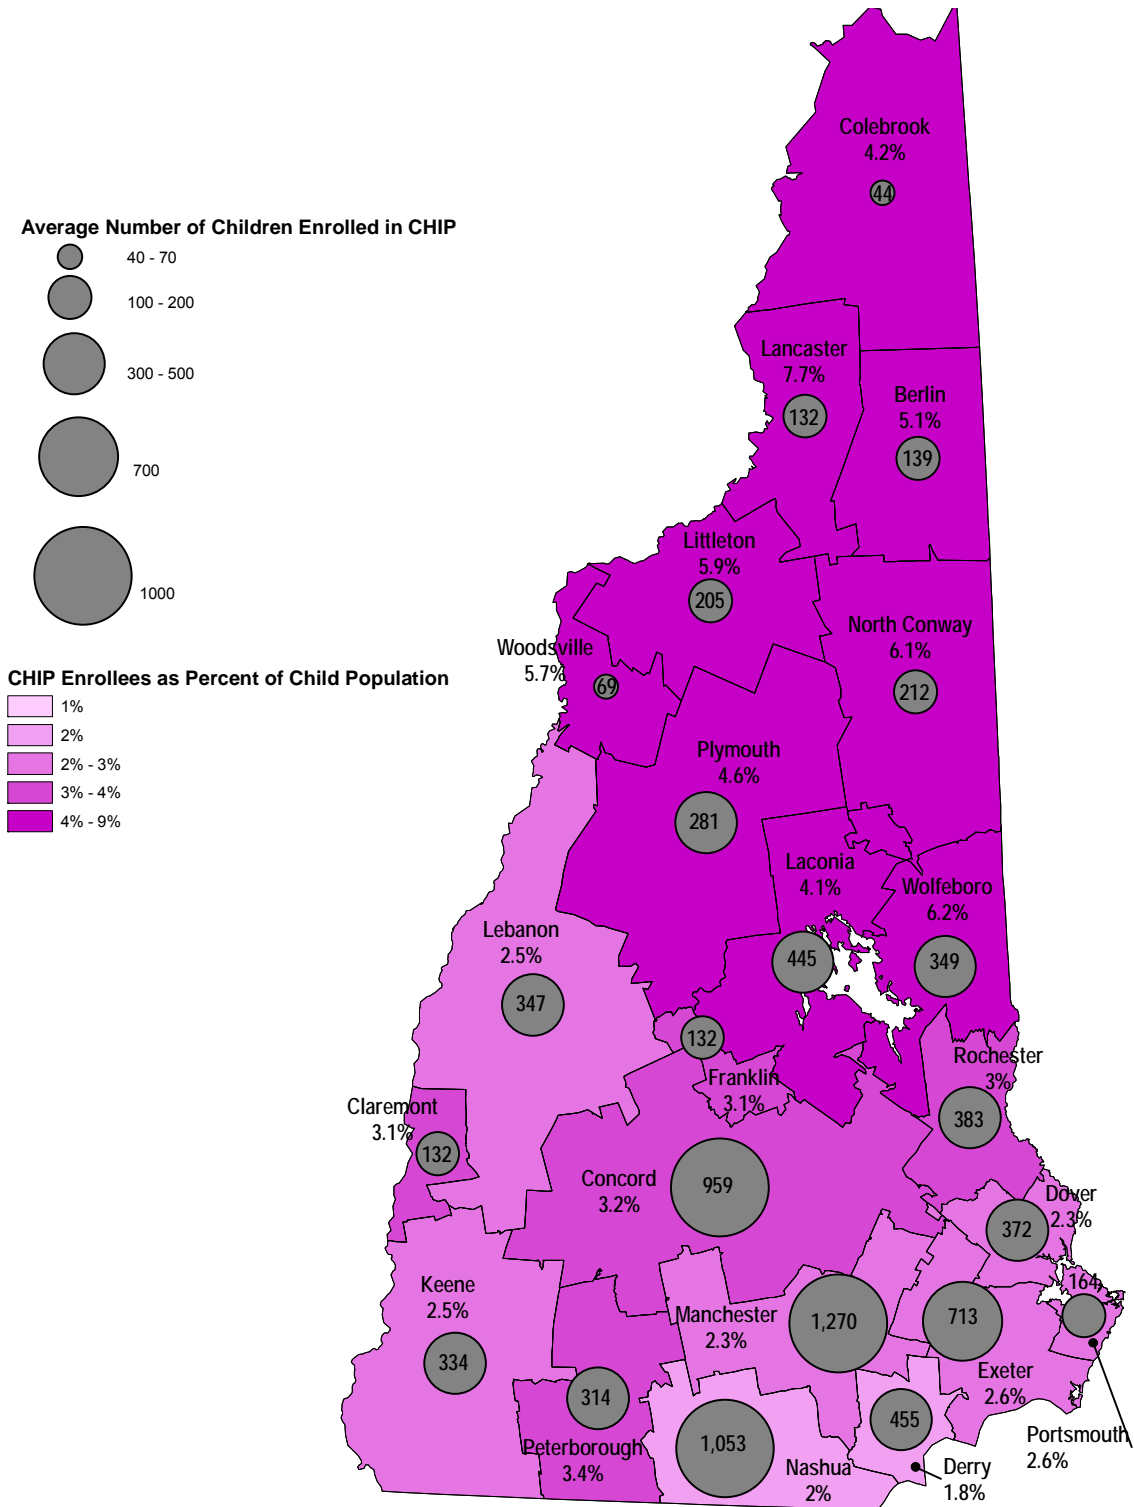 Colebrook
4.2%
44
Average Number of Children Enrolled in CHIP
40 - 70
100 - 200
300 - 500
700
1000
Lancaster
7.7%
132
Berlin
5.1%
139
Littleton
5.9%
205
North Conway
6.1%
212
Woodsville
5.7%
69
CHIP Enrollees as Percent of Child Population
1%
2%
2% - 3%
3% - 4%
4% - 9%
Plymouth
4.6%
281
Laconia
4.1%
445
Wolfeboro
6.2%
349
Lebanon
2.5%
347
132
Franklin
3.1%
Rochester
3%
383
Claremont
3.1%
132
Concord
3.2%
959
Dover
2.3%
372
Keene
2.5%
334
Manchester
2.3%
1,270
713
Exeter
2.6%
164
Portsmouth
2.6%
314
Peterborough
3.4%
1,053
Nashua
2%
455
Derry
1.8%